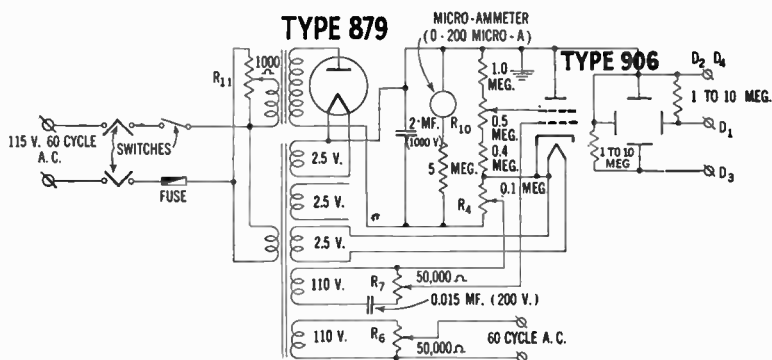 TYPE 879
MICRO-AMMETER
(0-200 MICRO-A)
TYPE 906
1000
Ω
R11
1.0
MEG.
D2 D4
1 TO 10 MEG.
D1
115 V. 60 CYCLE
A.C.
SWITCHES
FUSE
2 MF.
(1000 V.)
R10
5
MEG.
0.5
MEG.
0.4
MEG.
0.1 MEG.
R4
1 TO 10
MEG
D3
2.5 V.
2.5 V.
2.5 V.
110 V.
R7
50,000 Ω
0.015 MF. (200 V.)
110 V.
R6
50,000 Ω
60 CYCLE A.C.